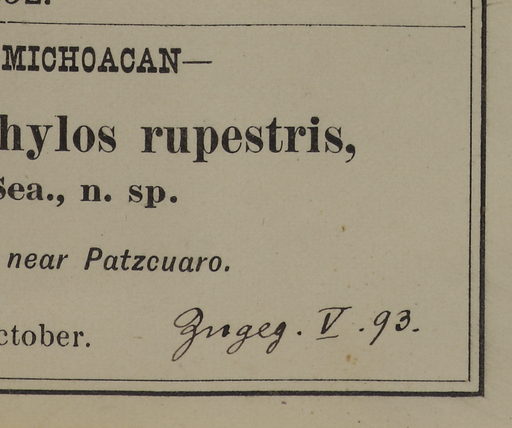 MICHOACAN—
hylos rupestris,
Sea., n. sp.
near Patzcuaro.
ctober. Zugeg. V. 93.